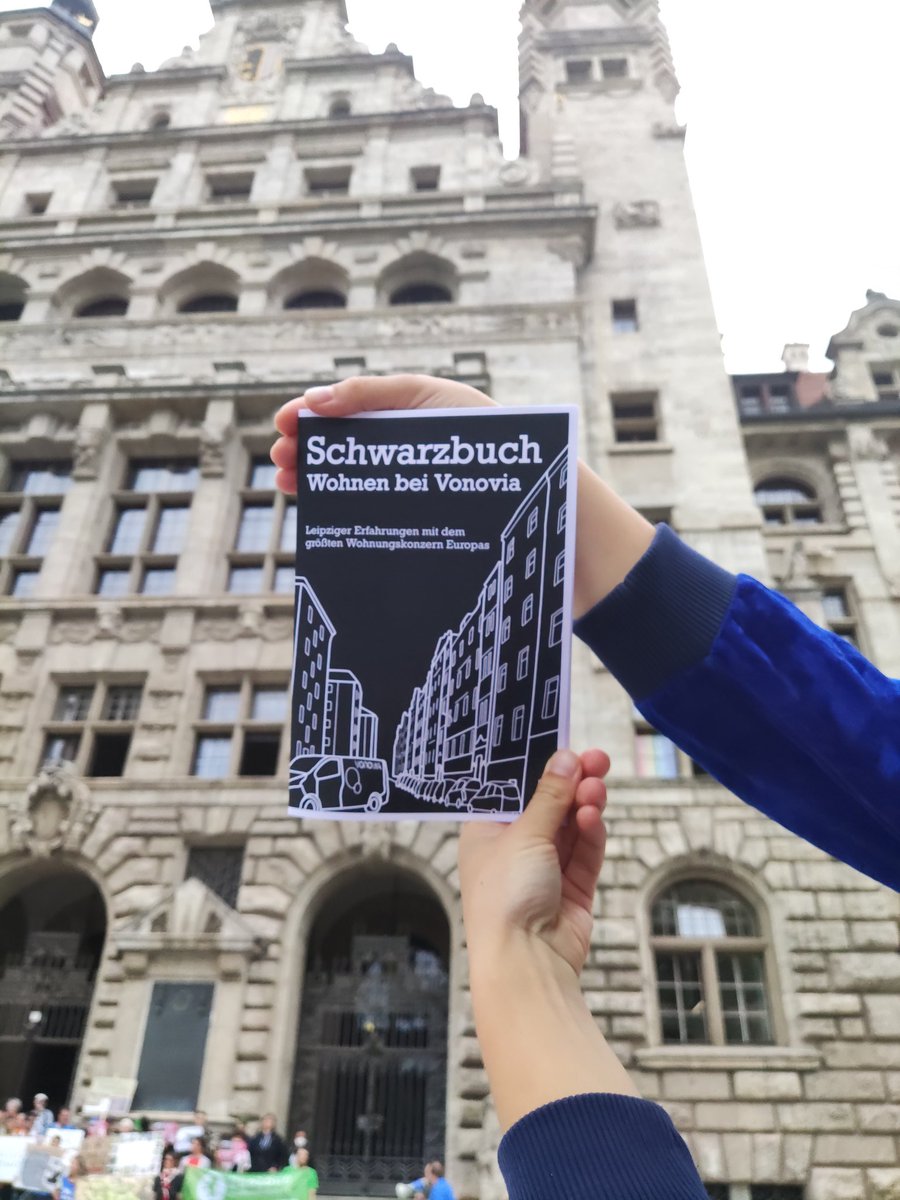 Schwarzbuch
Wohnen bei Vonovia
Leipziger Erfahrungen mit dem
größten Wohnungskonzern Europas